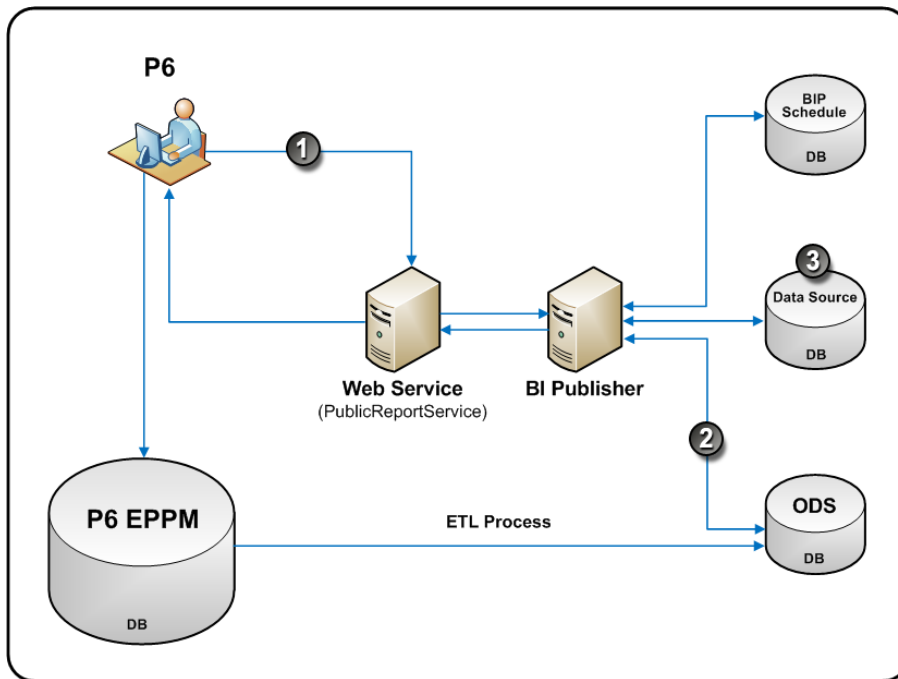 P6
1
BIP
Schedule
DB
3
Data Source
DB
Web Service
(PublicReportService)
BI Publisher
2
P6 EPPM
DB
ETL Process
ODS
DB